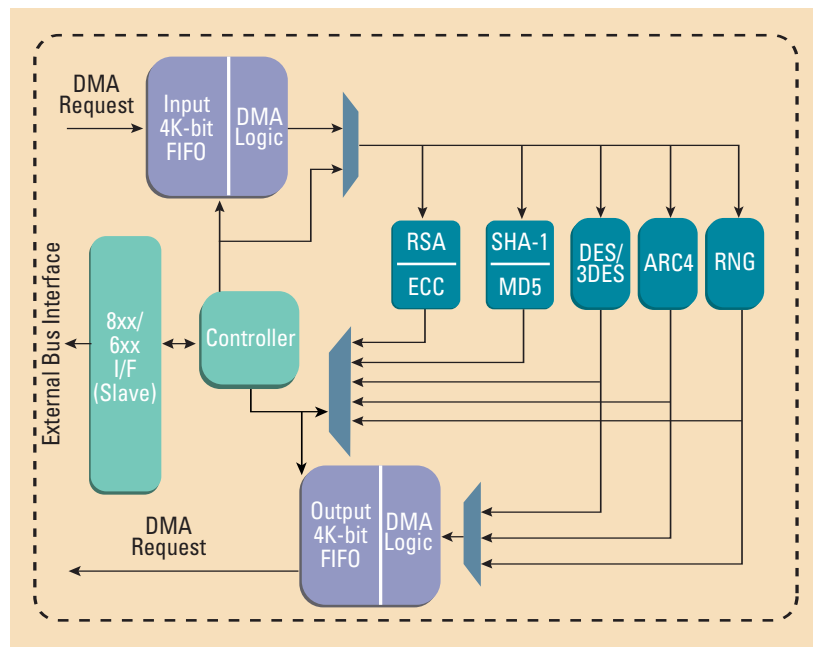 DMA
Request
Input
4K-bit
FIFO
DMA
Logic
RSA
ECC
SHA-1
MD5
DES/
3DES
ARC4
RNG
External Bus Interface
8xx/
6xx
I/F
(Slave)
Controller
Output
4K-bit
FIFO
DMA
Logic
DMA
Request